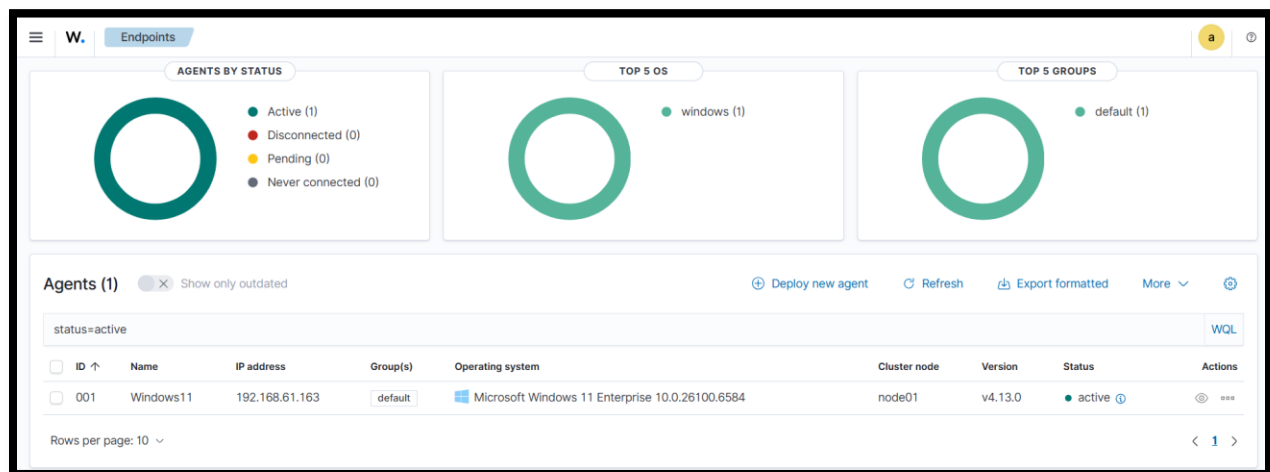 W. Endpoints a
AGENTS BY STATUS
Active (1)
Disconnected (0)
Pending (0)
Never connected (0)
TOP 5 OS
windows (1)
TOP 5 GROUPS
default (1)
Agents (1) Show only outdated Deploy new agent Refresh Export formatted More
status=active WQL
ID Name IP address Group(s) Operating system Cluster node Version Status Actions
001 Windows11 192.168.61.163 default Microsoft Windows 11 Enterprise 10.0.26100.6584 node01 v4.13.0 active
Rows per page: 10 1